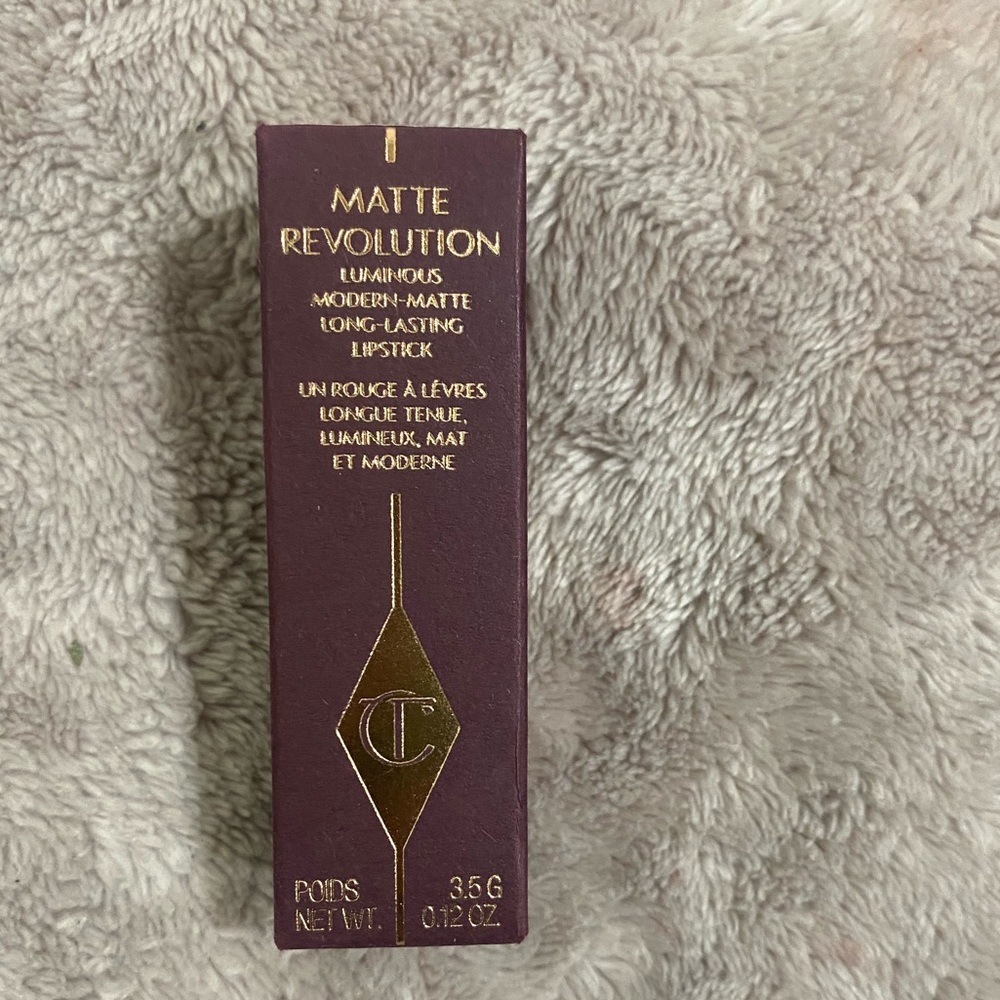 MATTE
REVOLUTION
LUMINOUS
MODERN-MATTE
LONG-LASTING
LIPSTICK
UN ROUGE À LÉVRES
LONGUE TENUE,
LUMINEUX, MAT
ET MODERNE
CT
POIDS 3.5 G
NET WT. 0.12 OZ.